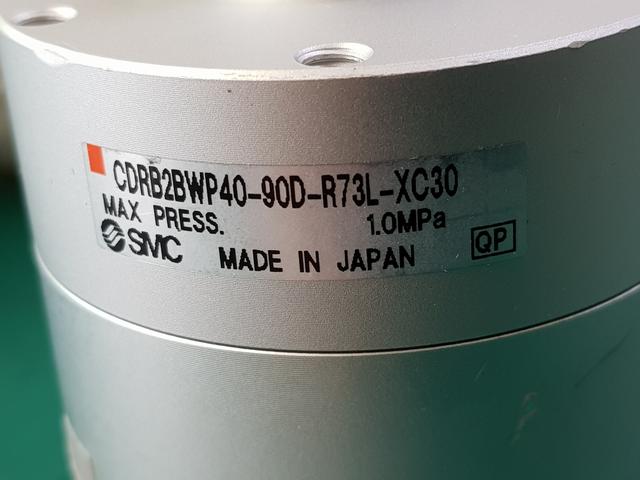 CDRB2BWP40-90D-R73L-XC30
MAX PRESS. 1.0MPa
SMC MADE IN JAPAN QP